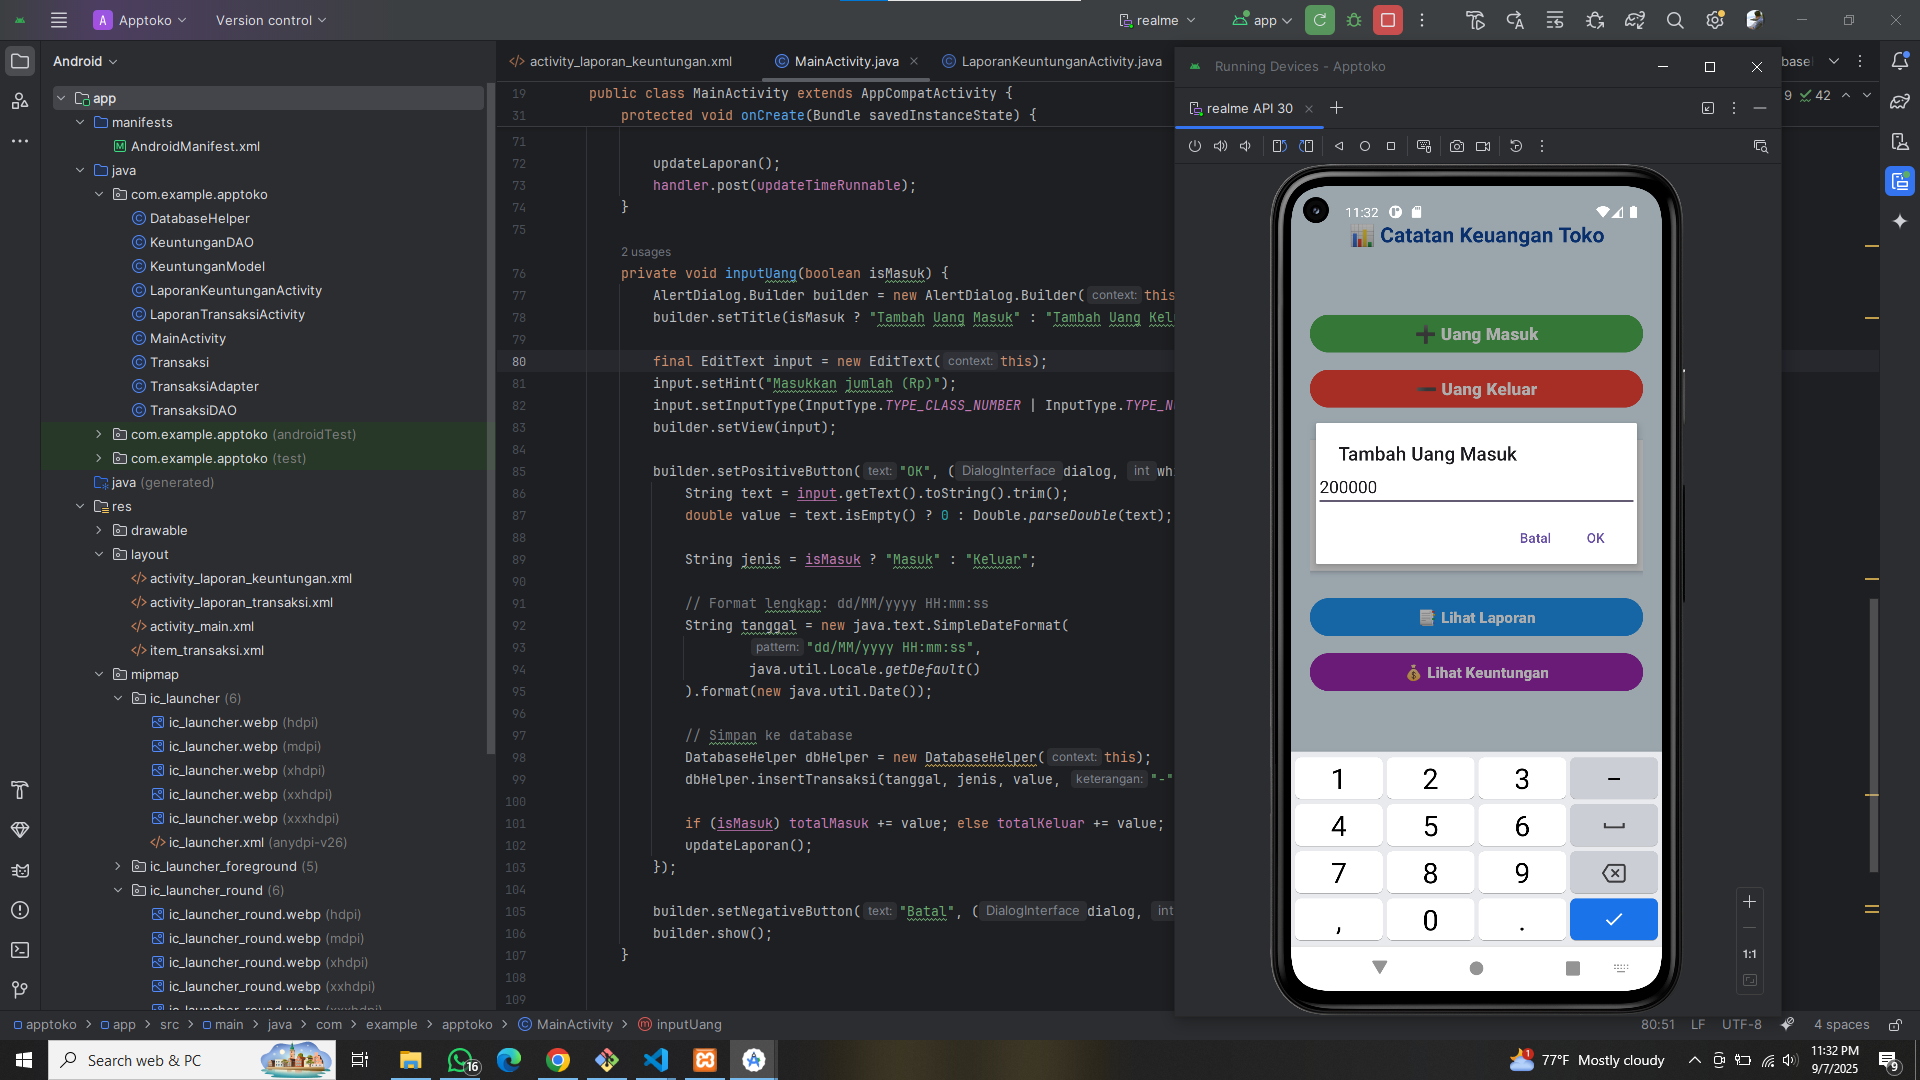 A Apptoko
Version control
realme
app
Android
app
manifests
AndroidManifest.xml
java
com.example.apptoko
DatabaseHelper
KeuntunganDAO
KeuntunganModel
LaporanKeuntunganActivity
LaporanTransaksiActivity
MainActivity
Transaksi
TransaksiAdapter
TransaksiDAO
com.example.apptoko (androidTest)
com.example.apptoko (test)
java (generated)
res
drawable
layout
activity_laporan_keuntungan.xml
activity_laporan_transaksi.xml
activity_main.xml
item_transaksi.xml
mipmap
ic_launcher (6)
ic_launcher.webp (hdpi)
ic_launcher.webp (mdpi)
ic_launcher.webp (xhdpi)
ic_launcher.webp (xxhdpi)
ic_launcher.webp (xxxhdpi)
ic_launcher.xml (anydpi-v26)
ic_launcher_foreground (5)
ic_launcher_round (6)
ic_launcher_round.webp (hdpi)
ic_launcher_round.webp (mdpi)
ic_launcher_round.webp (xhdpi)
ic_launcher_round.webp (xxhdpi)
activity_laporan_keuntungan.xml
MainActivity.java
LaporanKeuntunganActivity.java
19 public class MainActivity extends AppCompatActivity {
31 protected void onCreate(Bundle savedInstanceState) {
71
72 updateLaporan();
73 handler.post(updateTimeRunnable);
74 }
75
2 usages
76 private void inputUang(boolean isMasuk) {
77 AlertDialog.Builder builder = new AlertDialog.Builder( context: this
78 builder.setTitle(isMasuk ? "Tambah Uang Masuk" : "Tambah Uang Kel
79
80 final EditText input = new EditText( context: this);
81 input.setHint("Masukkan jumlah (Rp)");
82 input.setInputType(InputType.TYPE_CLASS_NUMBER | InputType.TYPE_N
83 builder.setView(input);
84
85 builder.setPositiveButton( text: "OK", ( DialogInterface dialog, int wh
86 String text = input.getText().toString().trim();
87 double value = text.isEmpty() ? 0 : Double.parseDouble(text);
88
89 String jenis = isMasuk ? "Masuk" : "Keluar";
90
91 // Format lengkap: dd/MM/yyyy HH:mm:ss
92 String tanggal = new java.text.SimpleDateFormat(
93 pattern: "dd/MM/yyyy HH:mm:ss",
94 java.util.Locale.getDefault()
95 ).format(new java.util.Date());
96
97 // Simpan ke database
98 DatabaseHelper dbHelper = new DatabaseHelper( context: this);
99 dbHelper.insertTransaksi(tanggal, jenis, value, keterangan: "-"
100
101 if (isMasuk) totalMasuk += value; else totalKeluar += value;
102 updateLaporan();
103 });
104
105 builder.setNegativeButton( text: "Batal", ( DialogInterface dialog, int
106 builder.show();
107 }
108
109
Running Devices - Apptoko
realme API 30
11:32
Catatan Keuangan Toko
Uang Masuk
Uang Keluar
Tambah Uang Masuk
200000
Batal OK
Lihat Laporan
Lihat Keuntungan
1 2 3 -
4 5 6
7 8 9
, 0 .
1:1
9 42
apptoko > app > src > main > java > com > example > apptoko > MainActivity > inputUang
80:51 LF UTF-8 4 spaces
Search web & PC
16
1
77°F Mostly cloudy
11:32 PM
9/7/2025
9